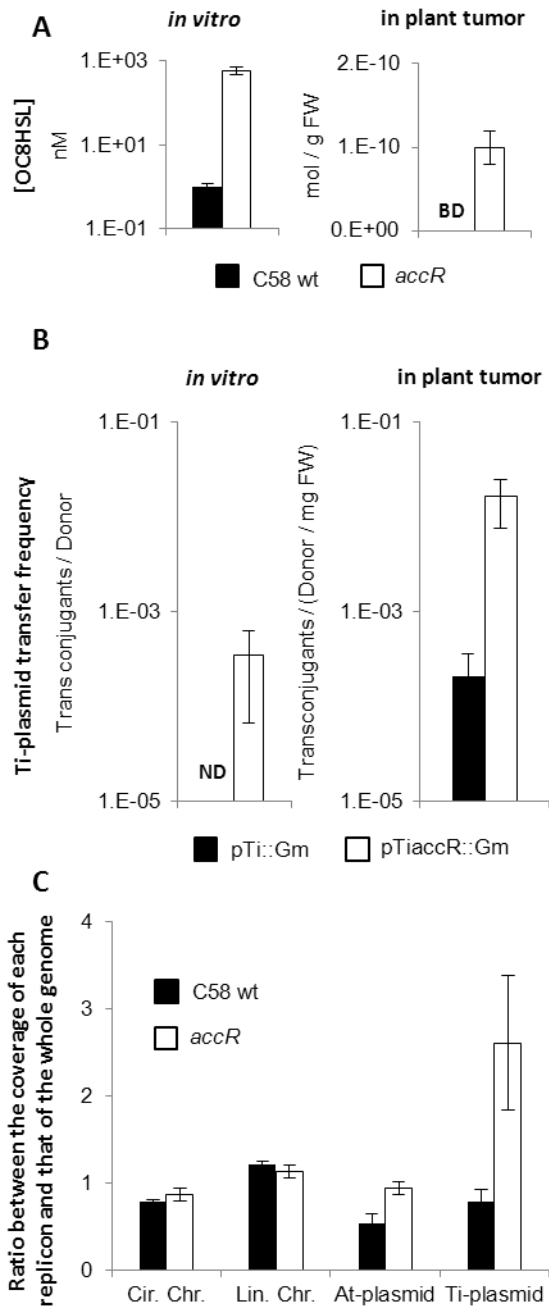 A
in vitro
in plant tumor
[OC8HSL]
nM
1.E+03
1.E+01
1.E-01
mol / g FW
2.E-10
1.E-10
0.E+00
BD
C58 wt
accR
B
in vitro
in plant tumor
Ti-plasmid transfer frequency
Trans conjugants / Donor
1.E-01
1.E-03
1.E-05
ND
Transconjugants / (Donor / mg FW)
1.E-01
1.E-03
1.E-05
pTi::Gm
pTiaccR::Gm
C
Ratio between the coverage of each
replicon and that of the whole genome
4
3
2
1
0
C58 wt
accR
Cir. Chr.
Lin. Chr.
At-plasmid
Ti-plasmid